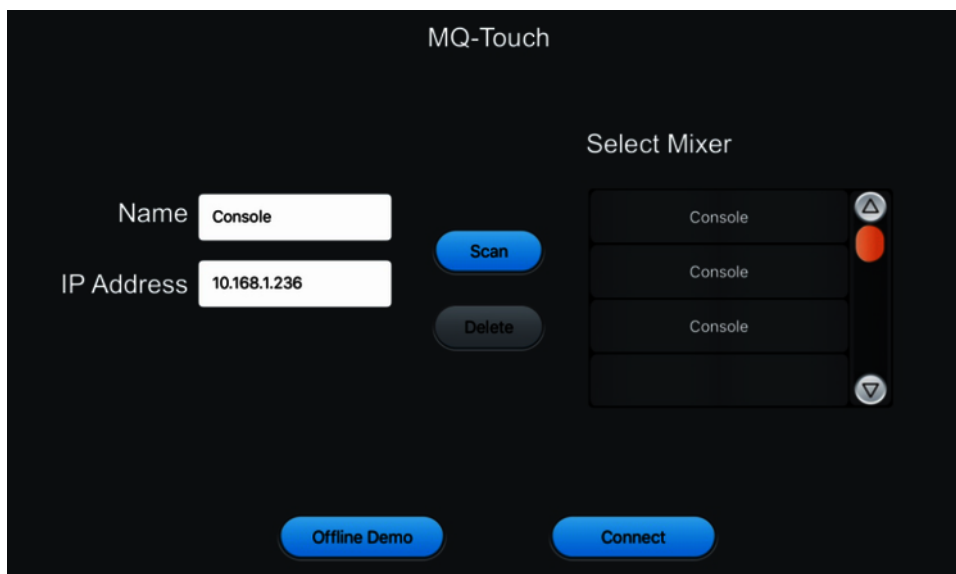 MQ-Touch
Select Mixer
Name
Console
IP Address
10.168.1.236
Scan
Delete
Console
Console
Console
Offline Demo
Connect